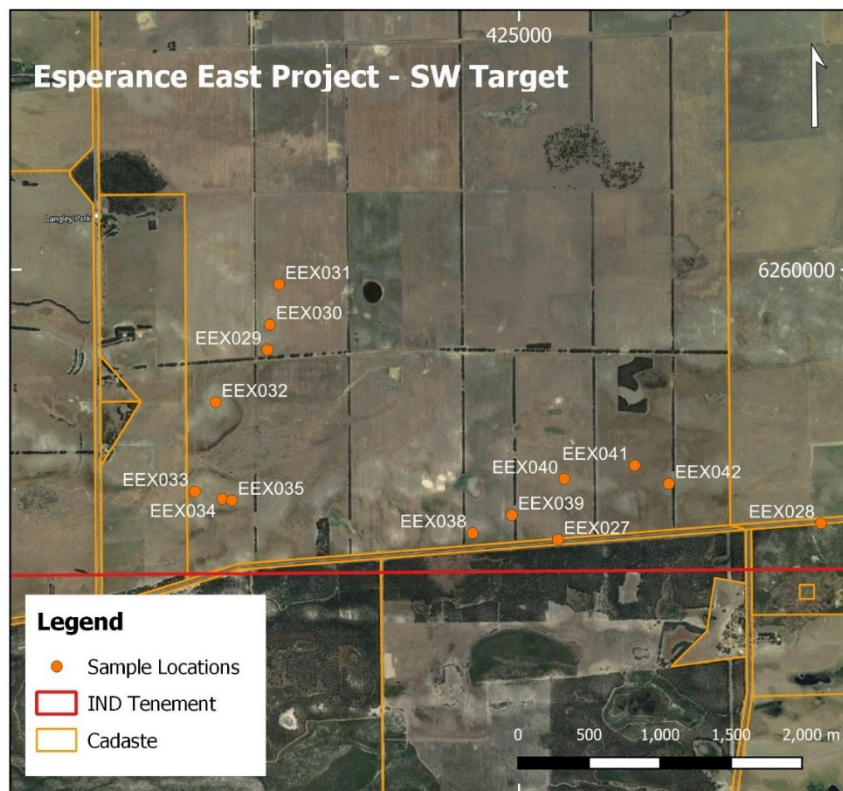 425000
Esperance East Project - SW Target
Langley Park
EEX031
6260000
EEX030
EEX029
EEX032
EEX041
EEX033
EEX035
EEX040
EEX042
EEX034
EEX039
EEX028
EEX038
EEX027
Legend
Sample Locations
IND Tenement
Cadaste
0 500 1,000 1,500 2,000 m